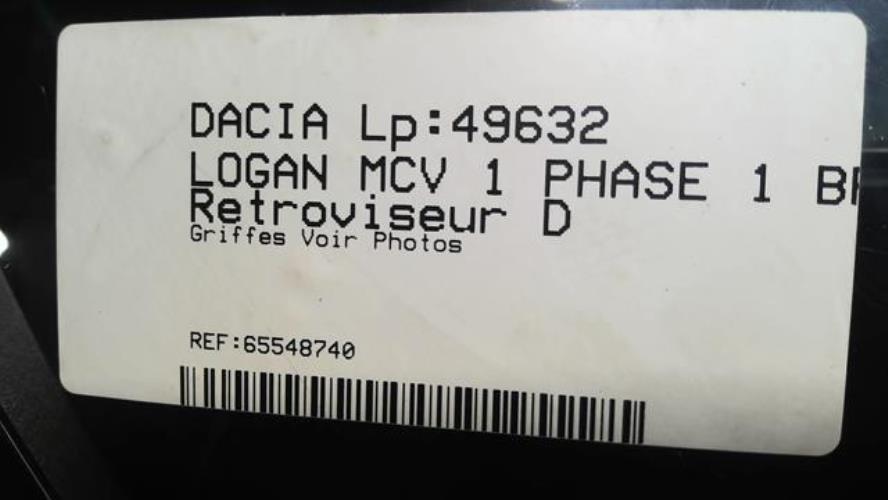 DACIA Lp:49632
LOGAN MCV 1 PHASE 1
Retroviseur D
Griffes Voir Photos
REF:65548740